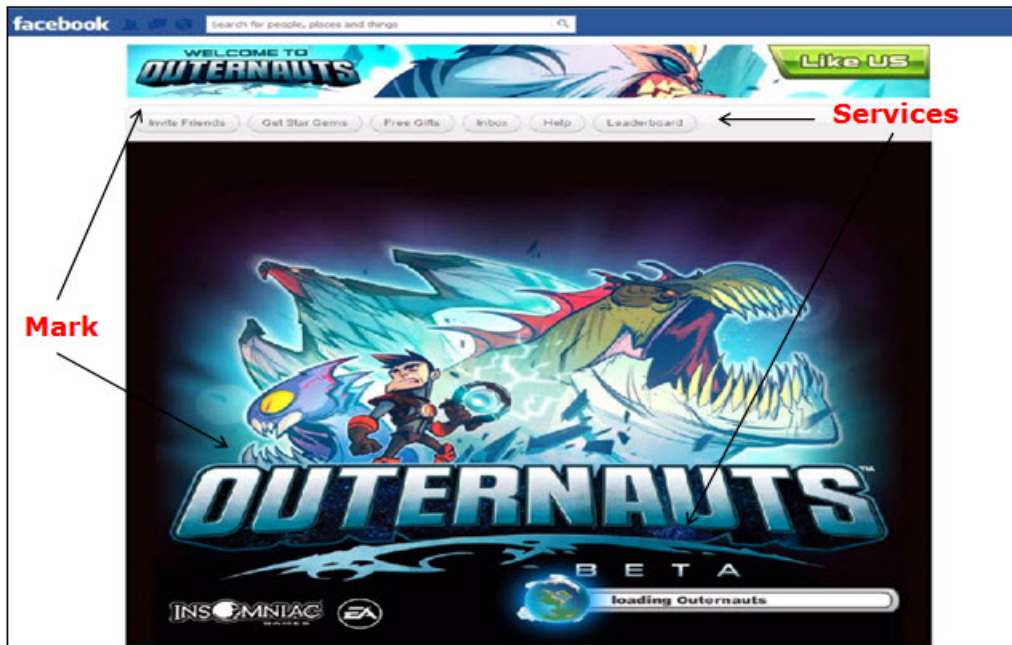 facebook Search for people, places and things
WELCOME TO
OUTERNAUTS
Like US
Invite Friends Get Star Gems Free Gifts Inbox Help Leaderboard
Services
Mark
OUTERNAUTS™
BETA
loading Outernauts
INSOMNIAC
GAMES
EA